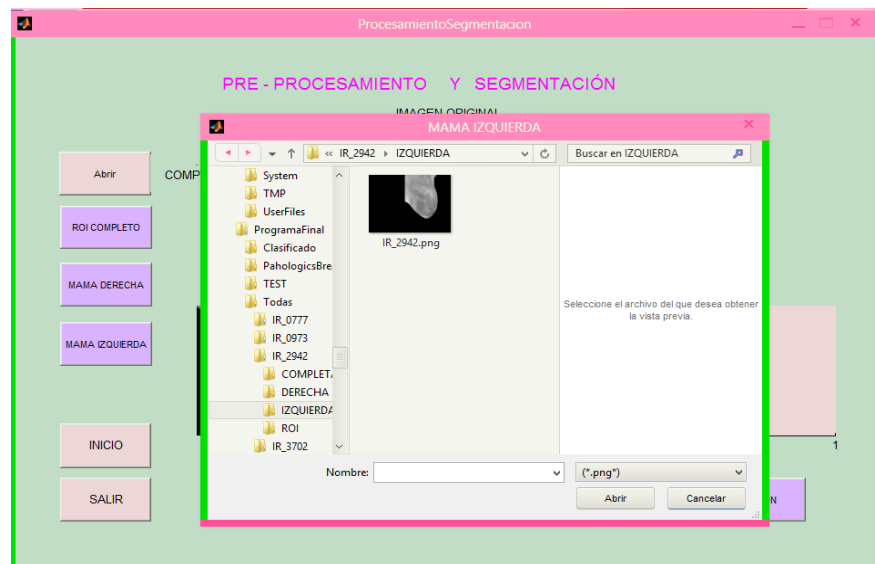 ProcesamientoSegmentacion
PRE - PROCESAMIENTO Y SEGMENTACIÓN
IMAGEN ORIGINAL
MAMA IZQUIERDA
« IR_2942 IZQUIERDA
Buscar en IZQUIERDA
Abrir
COMP
ROI COMPLETO
MAMA DERECHA
MAMA IZQUIERDA
INICIO
SALIR
System
TMP
UserFiles
ProgramaFinal
Clasificado
PahologicsBre
TEST
Todas
IR_0777
IR_0973
IR_2942
COMPLETA
DERECHA
IZQUIERDA
ROI
IR_3702
IR_2942.png
Seleccione el archivo del que desea obtener
la vista previa.
1
Nombre:
(*.png*)
Abrir
Cancelar
N